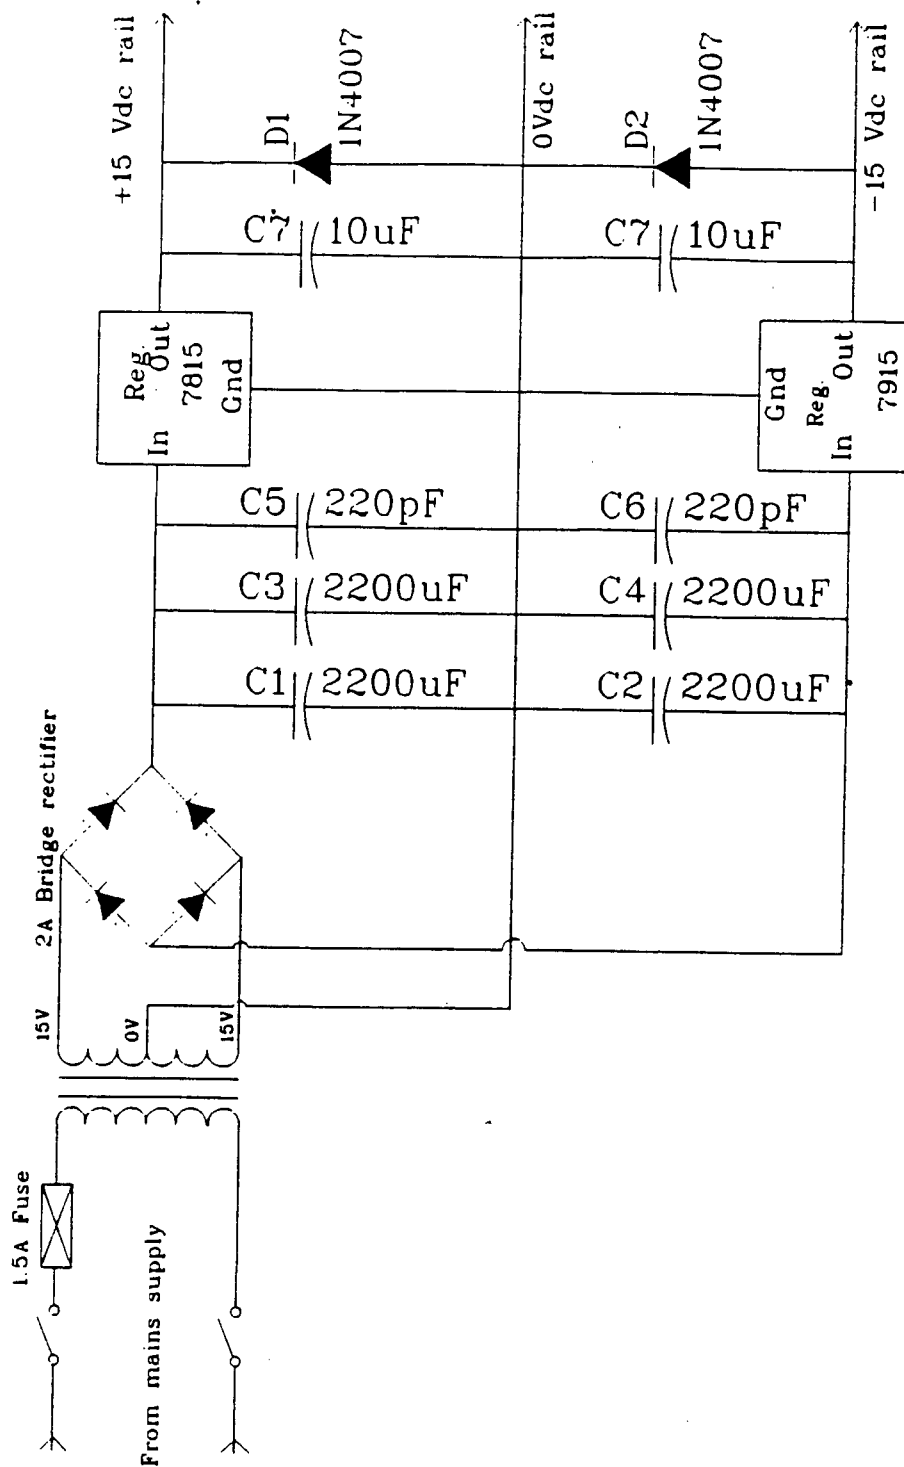 1.5A Fuse
From mains supply
15V
0V
15V
2A Bridge rectifier
C1
2200uF
C2
2200uF
C3
2200uF
C4
2200uF
C5
220pF
C6
220pF
Reg.
In
Out
7815
Gnd
Gnd
Reg.
In
Out
7915
C7
10uF
C7
10uF
D1
1N4007
D2
1N4007
+15 Vdc rail
0Vdc rail
-15 Vdc rail